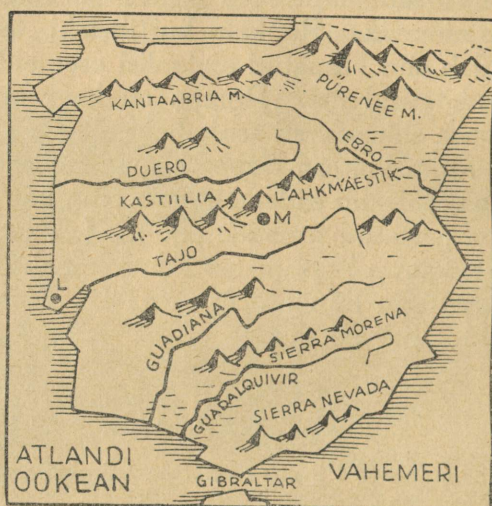 KANTAABRIA M.
PÜRENEE M.
EBRO
DUERO
KASTIILIA LAHKMÄESTIK
M
TAJO
L
GUADIANA
SIERRA MORENA
GUADALQUIVIR
SIERRA NEVADA
ATLANDI
OOKEAN
GIBRALTAR
VAHEMERI